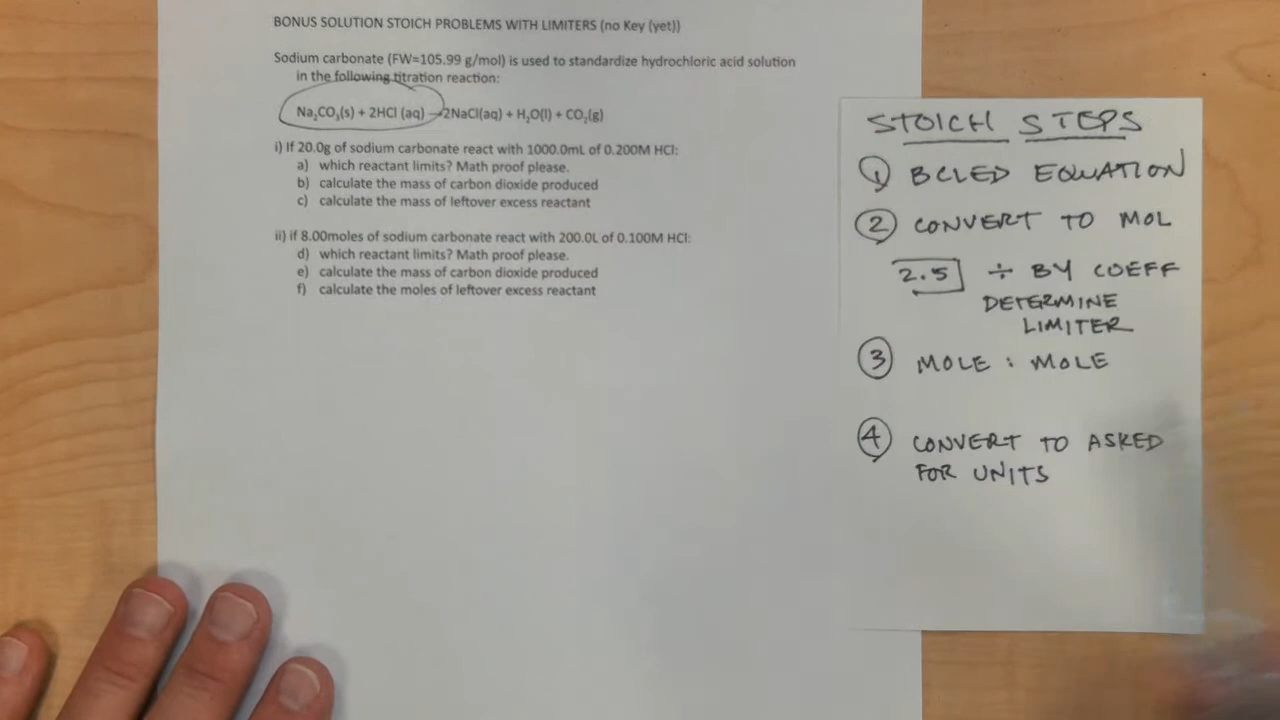 BONUS SOLUTION STOICH PROBLEMS WITH LIMITERS (no Key (yet))
Sodium carbonate (FW=105.99 g/mol) is used to standardize hydrochloric acid solution
in the following titration reaction:
Na₂CO₃(s) + 2HCl (aq) →2NaCl(aq) + H₂O(l) + CO₂(g)
i) If 20.0g of sodium carbonate react with 1000.0mL of 0.200M HCl:
a) which reactant limits? Math proof please.
b) calculate the mass of carbon dioxide produced
c) calculate the mass of leftover excess reactant
ii) if 8.00moles of sodium carbonate react with 200.0L of 0.100M HCl:
d) which reactant limits? Math proof please.
e) calculate the mass of carbon dioxide produced
f) calculate the moles of leftover excess reactant
STOICH STEPS
① BCLED EQUATION
② CONVERT TO MOL
2.5 ÷ BY COEFF
DETERMINE
LIMITER
③ MOLE : MOLE
④ CONVERT TO ASKED
FOR UNITS